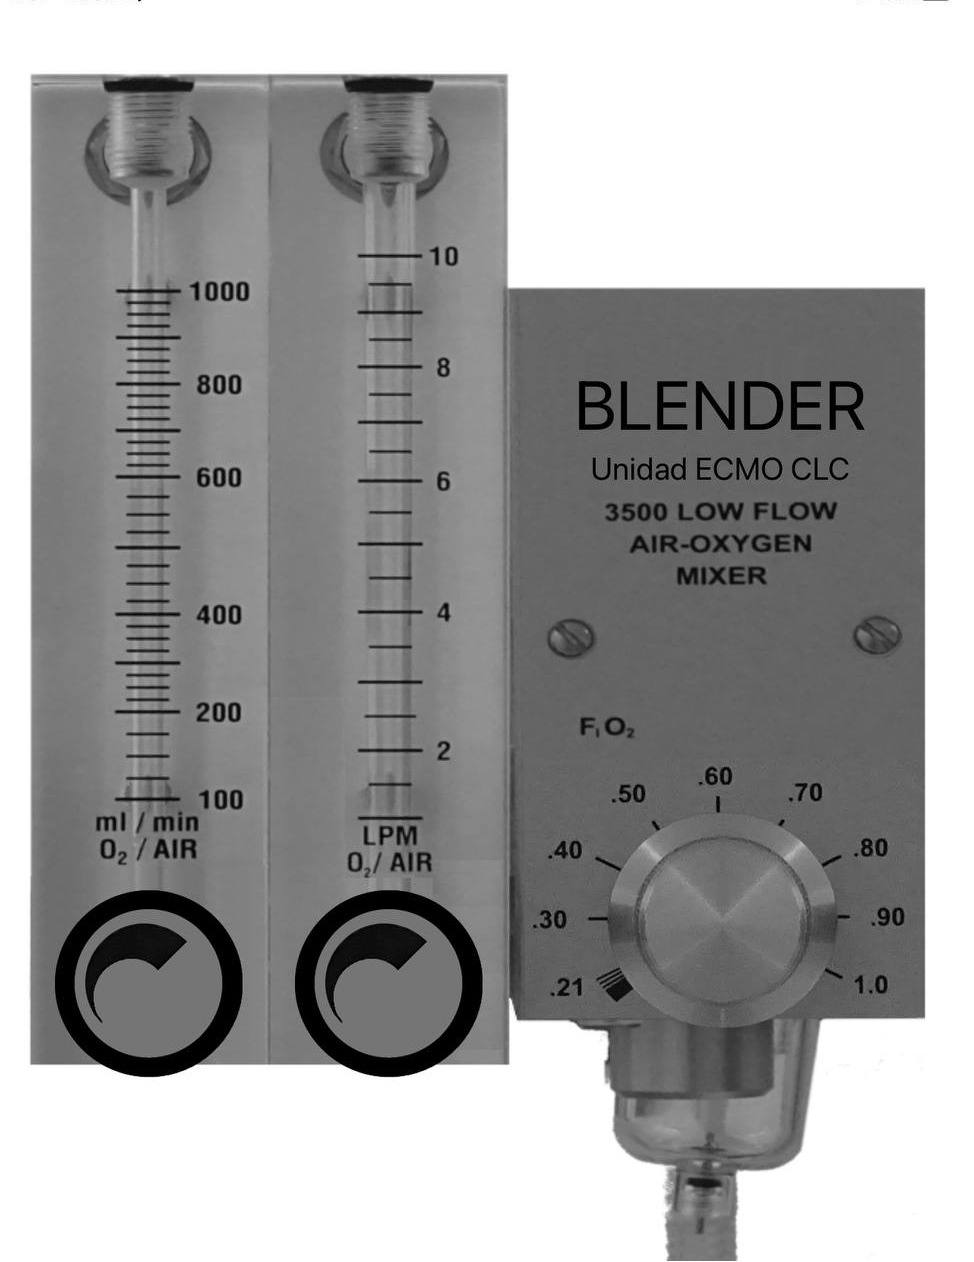 1000
800
600
400
200
100
ml / min
O₂ / AIR
10
8
6
4
2
LPM
O₂/ AIR
BLENDER
Unidad ECMO CLC
3500 LOW FLOW
AIR-OXYGEN
MIXER
FᵢO₂
.21
.30
.40
.50
.60
.70
.80
.90
1.0